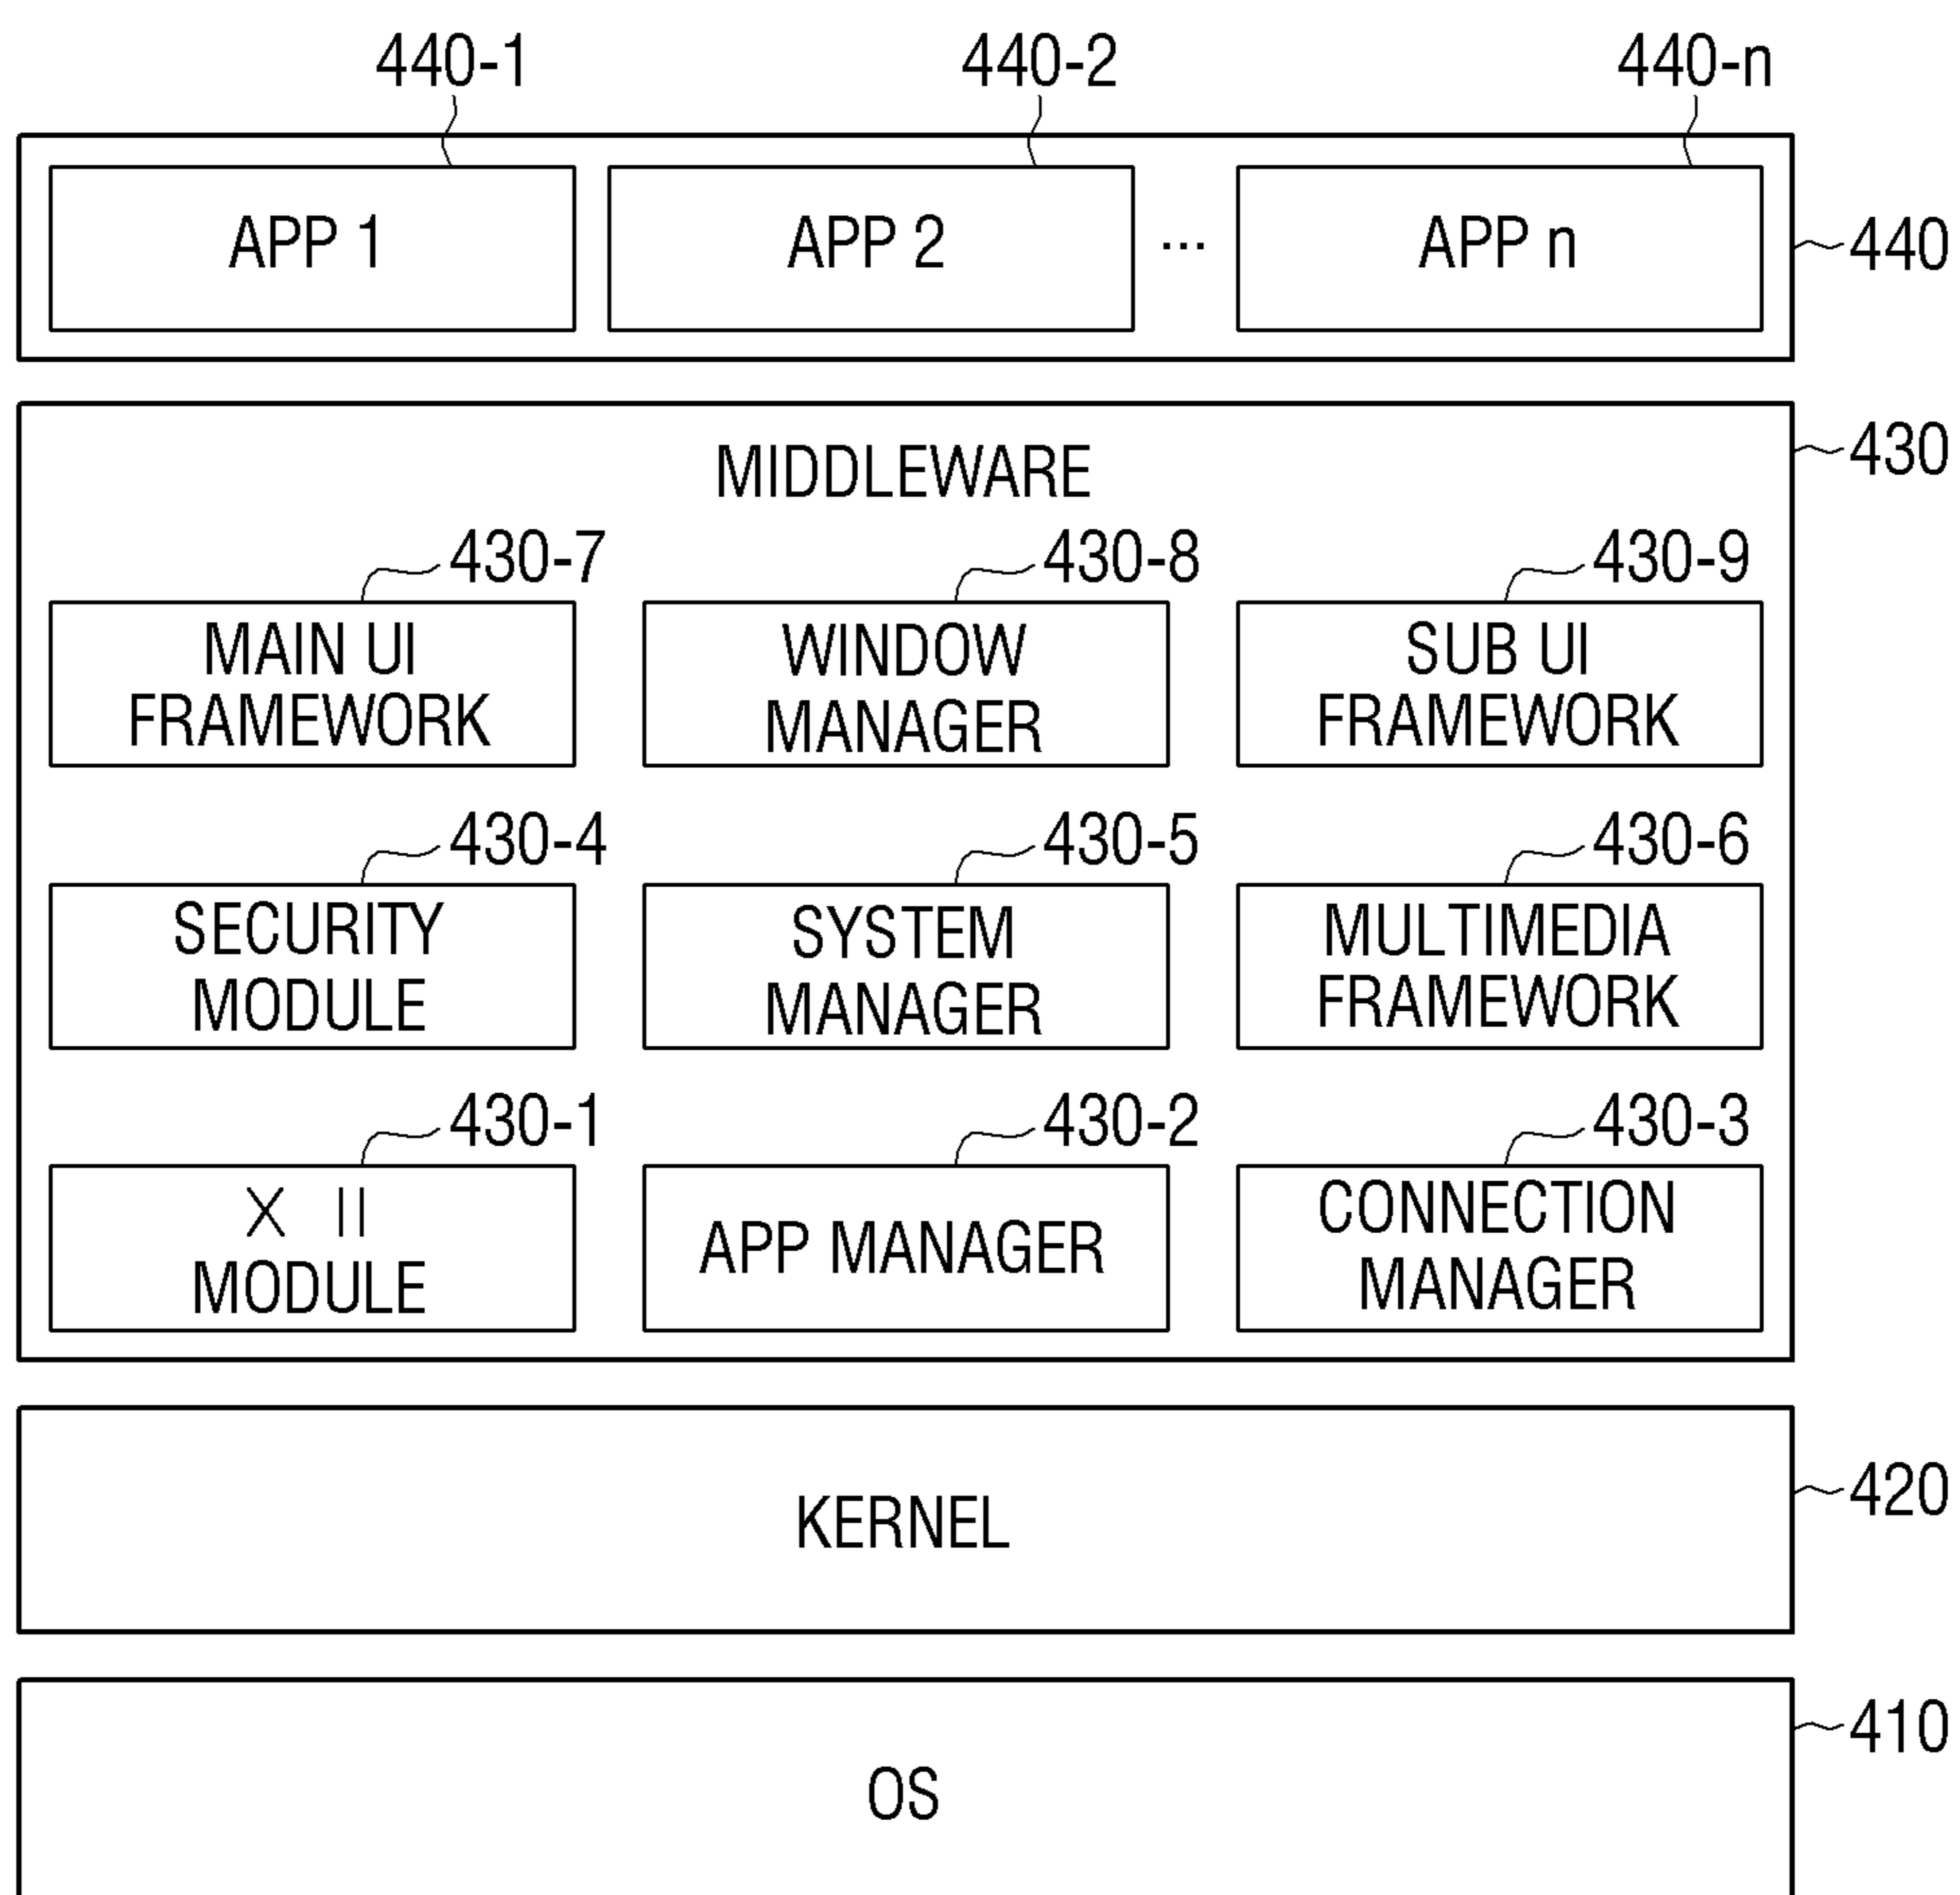 440-1 440-2 440-n
APP 1 APP 2 ... APP n 440
MIDDLEWARE 430
430-7 430-8 430-9
MAIN UI FRAMEWORK
WINDOW MANAGER
SUB UI FRAMEWORK
430-4 430-5 430-6
SECURITY MODULE
SYSTEM MANAGER
MULTIMEDIA FRAMEWORK
430-1 430-2 430-3
X II MODULE
APP MANAGER
CONNECTION MANAGER
KERNEL 420
OS 410